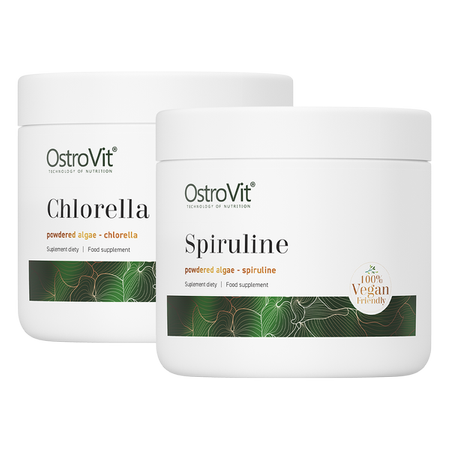 OstroVit®
TECHNOLOGY OF NUTRITION
Chlorella
powdered algae - chlorella
Suplement diety | Food supplement
OstroVit®
TECHNOLOGY OF NUTRITION
Spiruline
powdered algae - spiruline
Suplement diety | Food supplement
100%
Vegan
Friendly